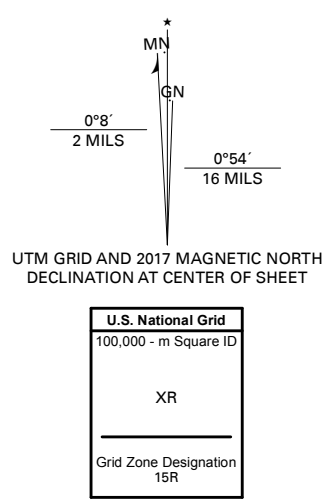 ★
MN
GN
0°8´
2 MILS
0°54´
16 MILS
UTM GRID AND 2017 MAGNETIC NORTH
DECLINATION AT CENTER OF SHEET
U.S. National Grid
100,000 - m Square ID
XR
Grid Zone Designation
15R